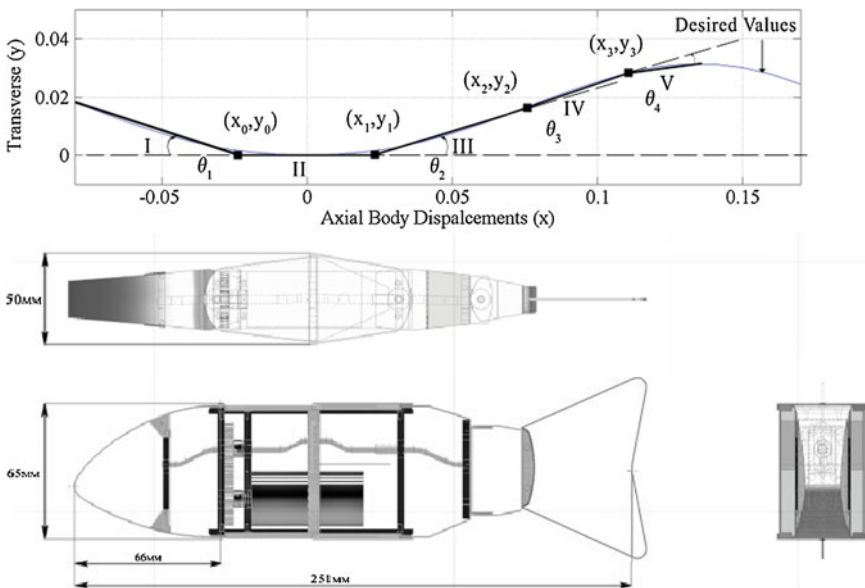 Transverse (y)
0.04
0.02
0
-0.05
0
0.05
0.1
0.15
Axial Body Dispalcements (x)
Desired Values
(x0,y0)
(x1,y1)
(x2,y2)
(x3,y3)
I
II
III
IV
V
θ1
θ2
θ3
θ4
50мм
65мм
66мм
251мм